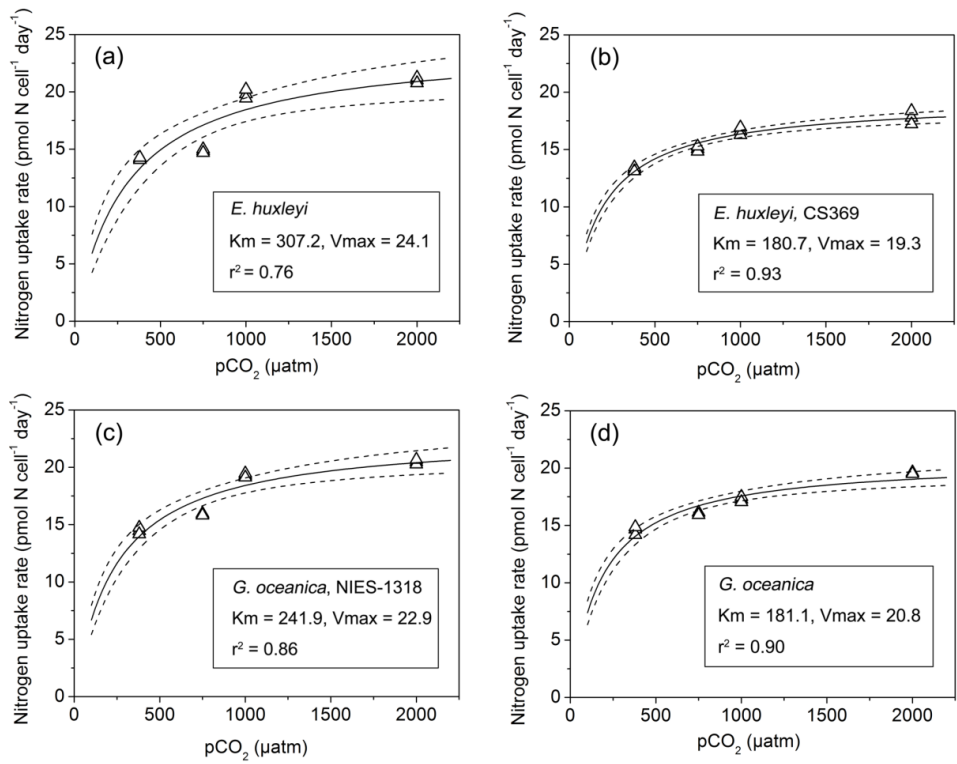 (a)
Nitrogen uptake rate (pmol N cell⁻¹ day⁻¹)
25
20
15
10
5
0
E. huxleyi
Km = 307.2, Vmax = 24.1
r² = 0.76
0 500 1000 1500 2000
pCO₂ (µatm)
(b)
Nitrogen uptake rate (pmol N cell⁻¹ day⁻¹)
25
20
15
10
5
0
E. huxleyi, CS369
Km = 180.7, Vmax = 19.3
r² = 0.93
0 500 1000 1500 2000
pCO₂ (µatm)
(c)
Nitrogen uptake rate (pmol N cell⁻¹ day⁻¹)
25
20
15
10
5
0
G. oceanica, NIES-1318
Km = 241.9, Vmax = 22.9
r² = 0.86
0 500 1000 1500 2000
pCO₂ (µatm)
(d)
Nitrogen uptake rate (pmol N cell⁻¹ day⁻¹)
25
20
15
10
5
0
G. oceanica
Km = 181.1, Vmax = 20.8
r² = 0.90
0 500 1000 1500 2000
pCO₂ (µatm)